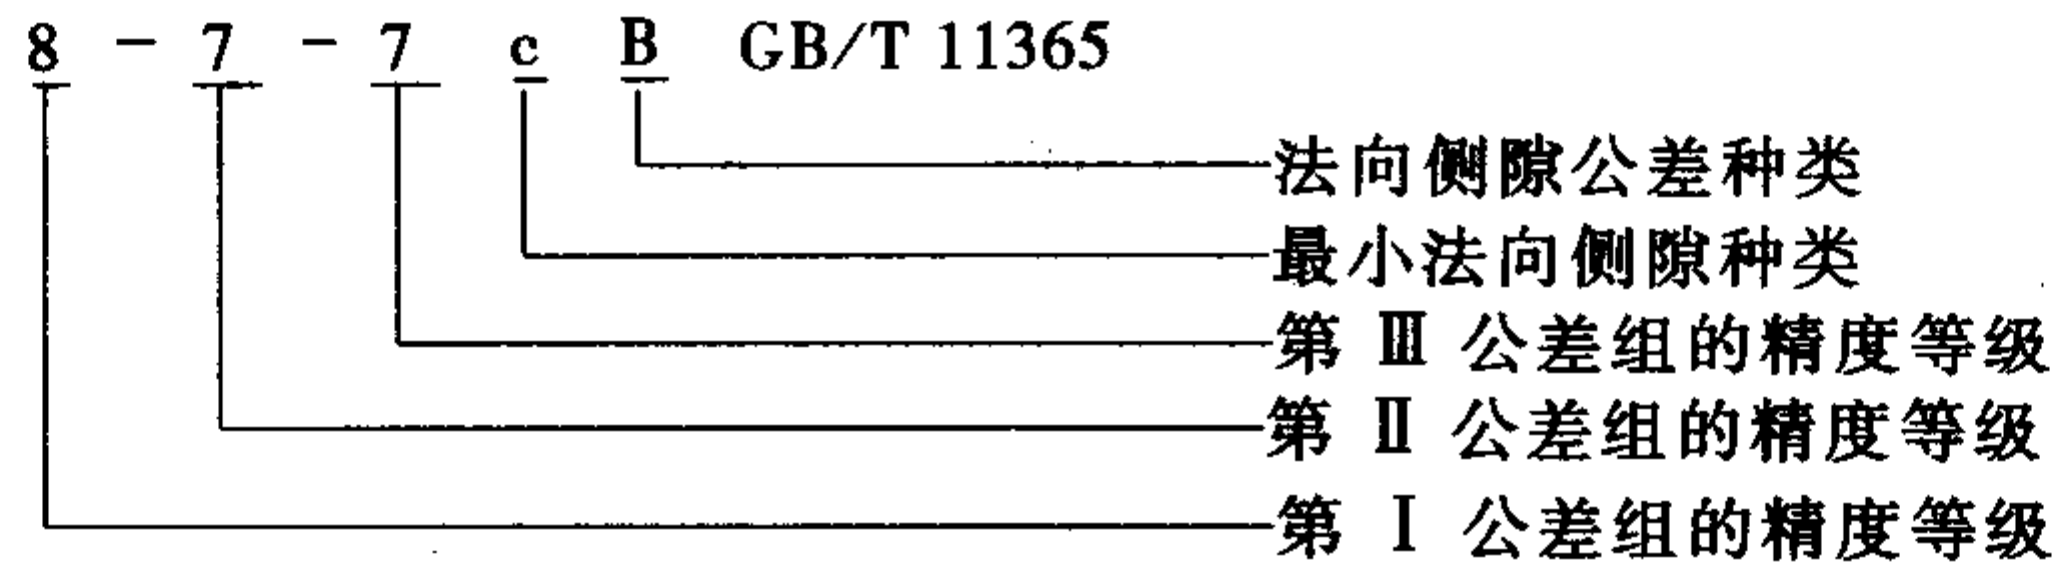 8 - 7 - 7 c B GB/T 11365
法向侧隙公差种类
最小法向侧隙种类
第 Ⅲ 公差组的精度等级
第 Ⅱ 公差组的精度等级
第 Ⅰ 公差组的精度等级